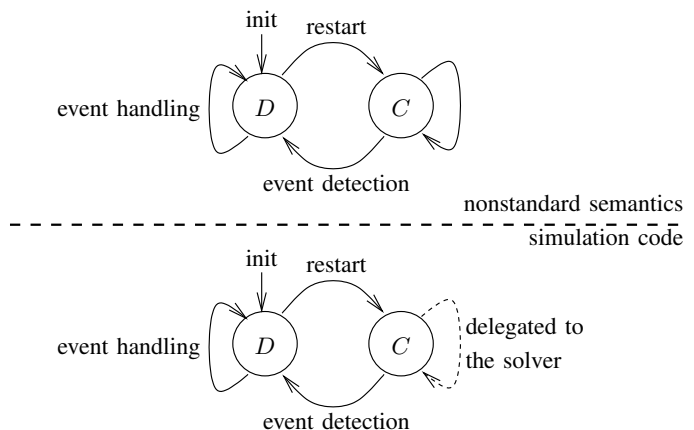 init
restart
event handling
D
C
event detection
nonstandard semantics
simulation code
init
restart
event handling
D
C
delegated to
the solver
event detection